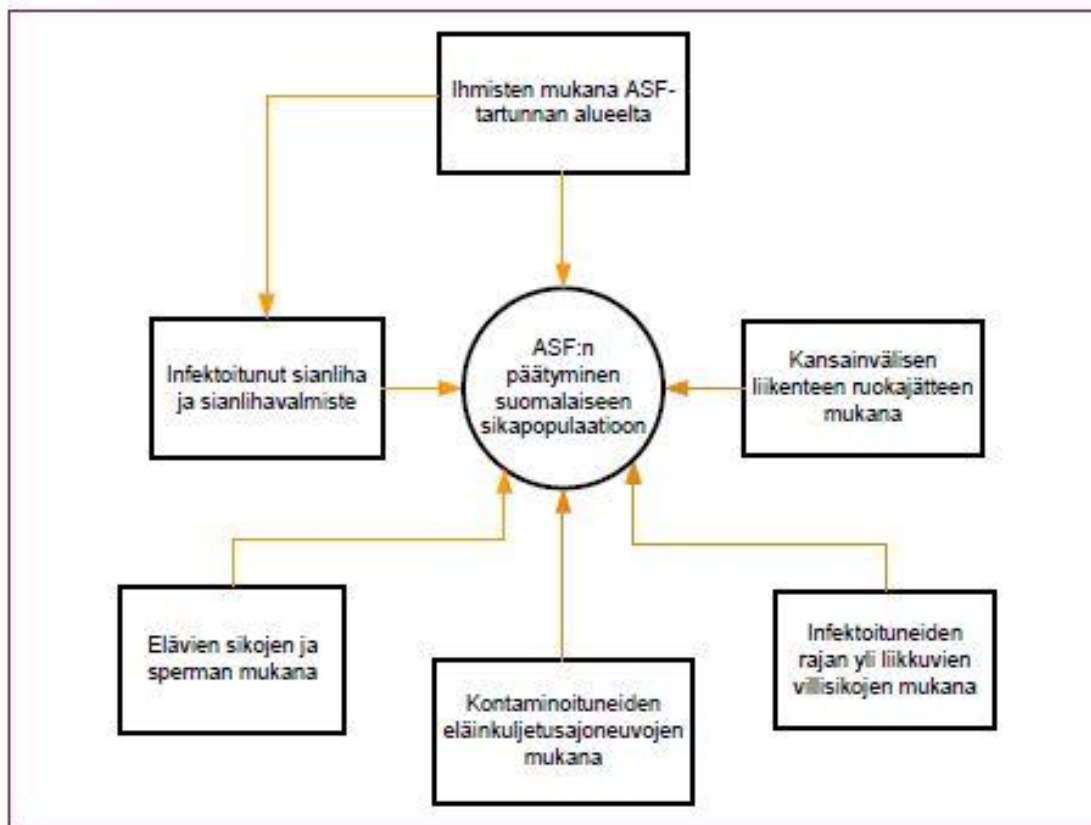 Ihmisten mukana ASF-
tartunnan alueelta
Infektoitunut sianliha
ja sianlihavalmiste
ASF:n
päätyminen
suomalaiseen
sikapopulaatioon
Kansainvälisen
liikenteen ruokajätteen
mukana
Elävien sikojen ja
sperman mukana
Kontaminoituneiden
eläinkuljetusajoneuvojen
mukana
Infektoituneiden
rajan yli liikkuvien
villisikojen mukana